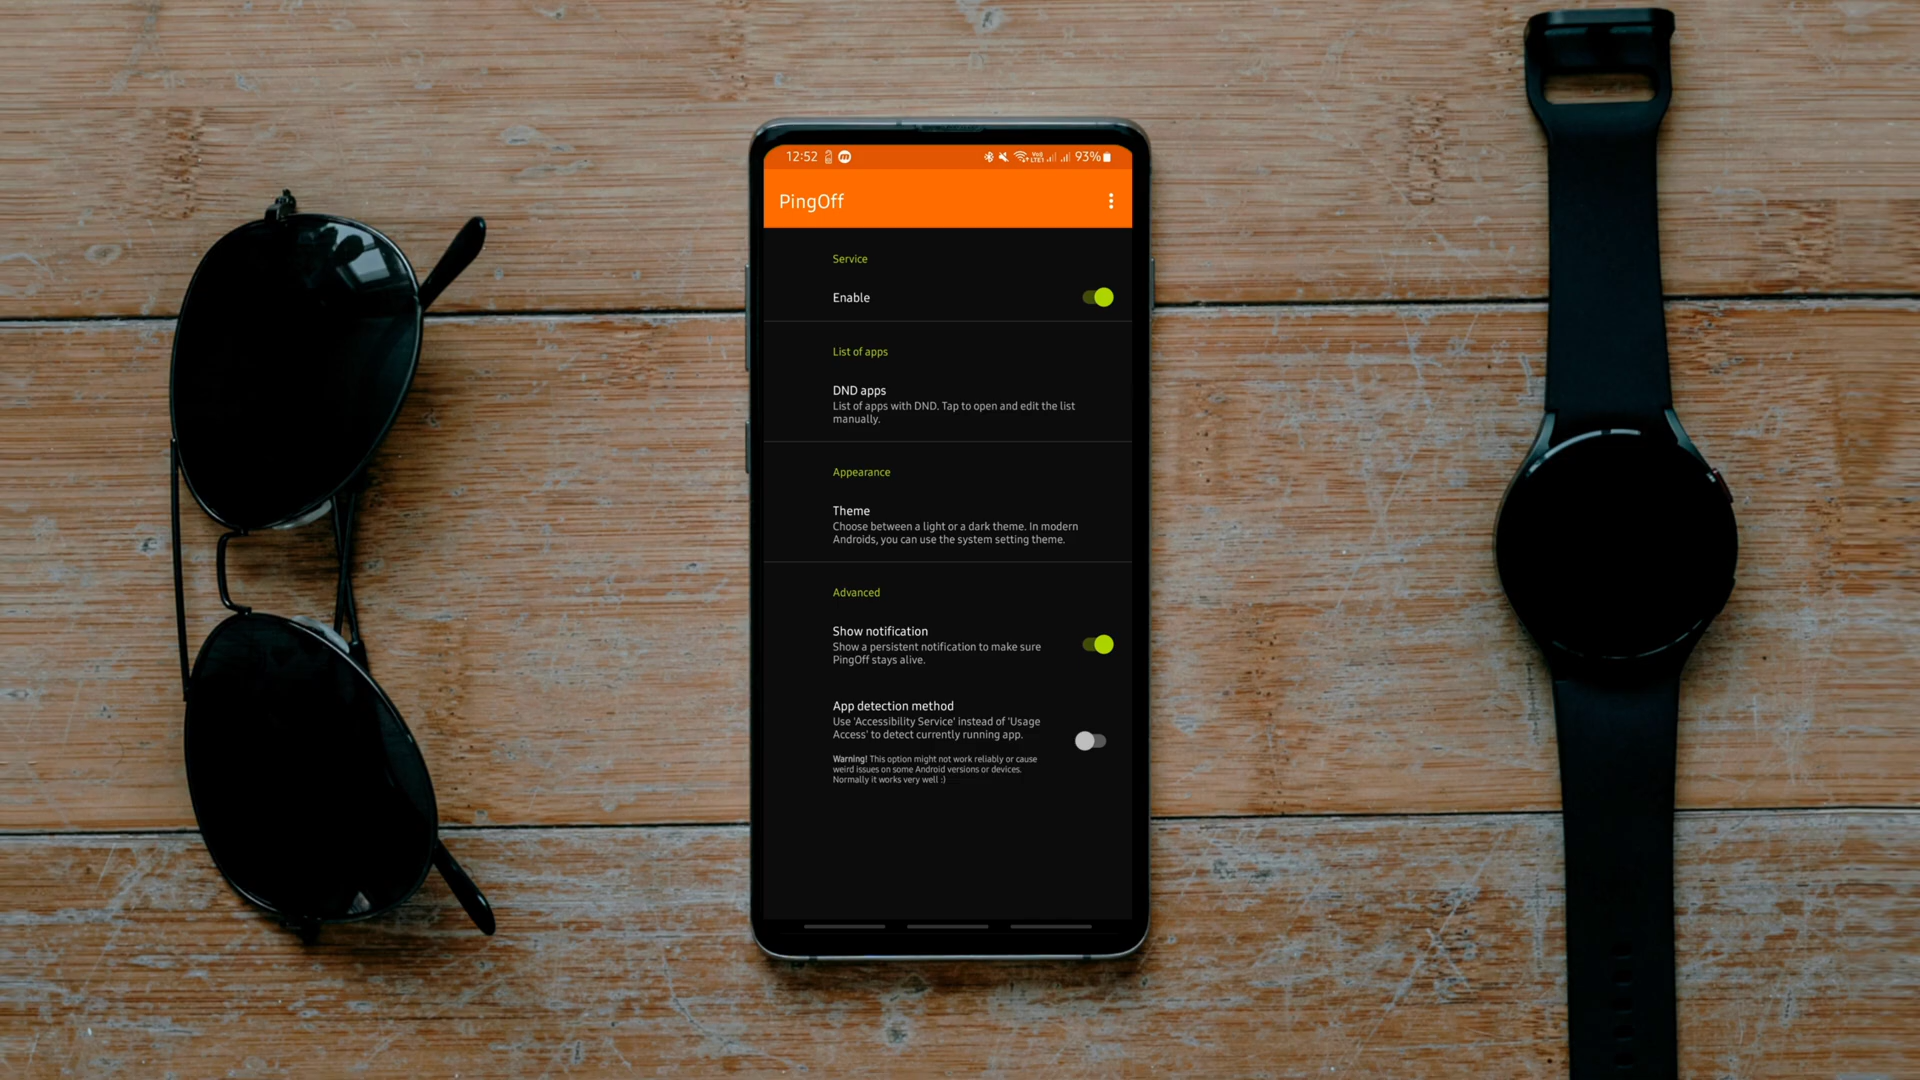 12:52 93%
PingOff
Service
Enable
List of apps
DND apps
List of apps with DND. Tap to open and edit the list
manually.
Appearance
Theme
Choose between a light or a dark theme. In modern
Androids, you can use the system setting theme.
Advanced
Show notification
Show a persistent notification to make sure
PingOff stays alive.
App detection method
Use 'Accessibility Service' instead of 'Usage
Access' to detect currently running app.
Warning! This option might not work reliably or cause
weird issues on some Android versions or devices.
Normally it works very well :)